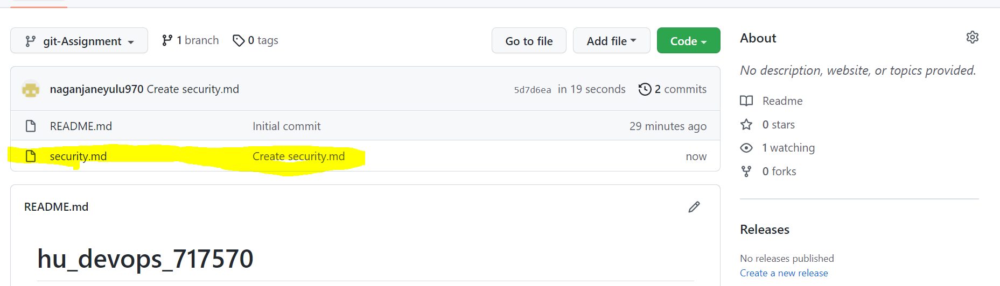 git-Assignment 1 branch 0 tags Go to file Add file Code
naganjaneyulu970 Create security.md 5d7d6ea in 19 seconds 2 commits
README.md Initial commit 29 minutes ago
security.md Create security.md now
README.md
hu_devops_717570
About
No description, website, or topics provided.
Readme
0 stars
1 watching
0 forks
Releases
No releases published
Create a new release